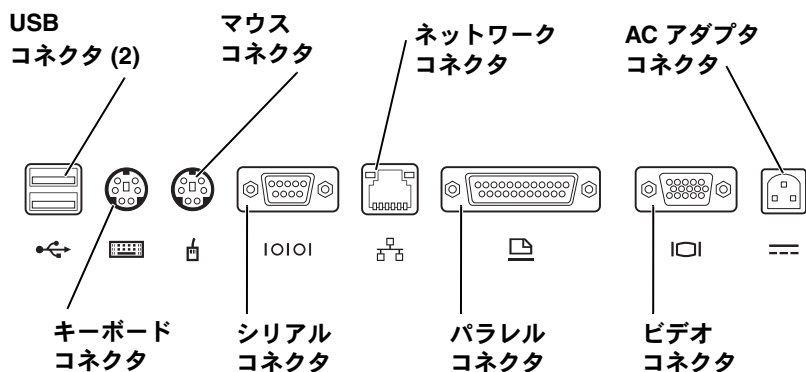 USB
コネクタ (2)
マウス
コネクタ
ネットワーク
コネクタ
AC アダプタ
コネクタ
キーボード
コネクタ
シリアル
コネクタ
パラレル
コネクタ
ビデオ
コネクタ